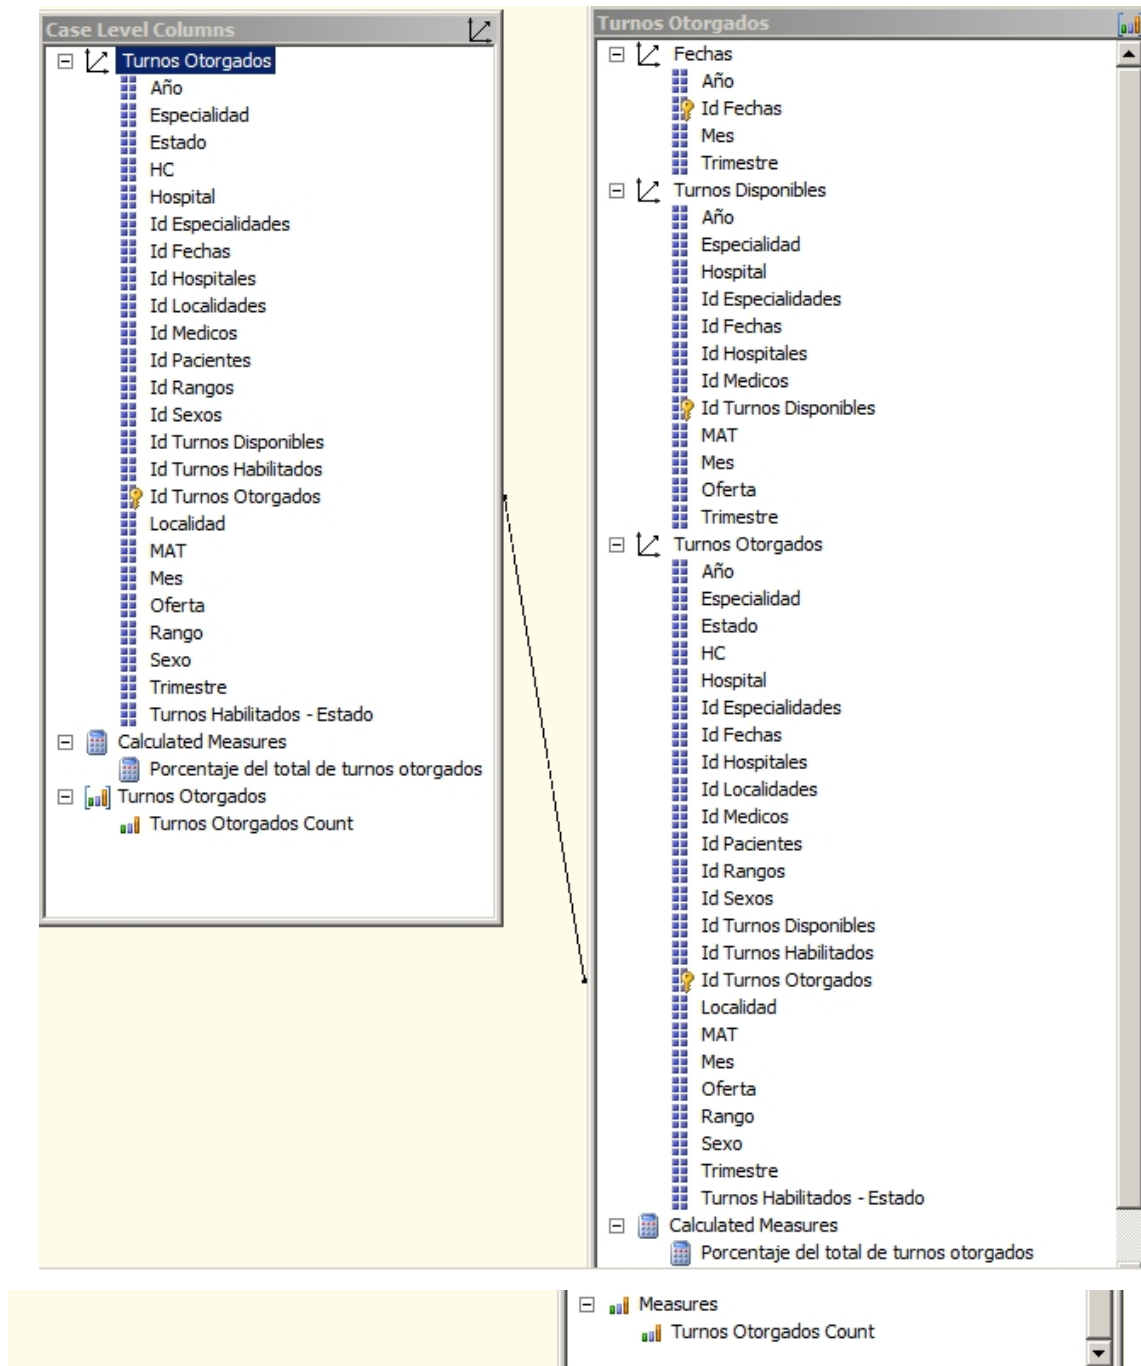 Case Level Columns
Turnos Otorgados
Año
Especialidad
Estado
HC
Hospital
Id Especialidades
Id Fechas
Id Hospitales
Id Localidades
Id Medicos
Id Pacientes
Id Rangos
Id Sexos
Id Turnos Disponibles
Id Turnos Habilitados
Id Turnos Otorgados
Localidad
MAT
Mes
Oferta
Rango
Sexo
Trimestre
Turnos Habilitados - Estado
Calculated Measures
Porcentaje del total de turnos otorgados
Turnos Otorgados
Turnos Otorgados Count
Turnos Otorgados
Fechas
Año
Id Fechas
Mes
Trimestre
Turnos Disponibles
Año
Especialidad
Hospital
Id Especialidades
Id Fechas
Id Hospitales
Id Medicos
Id Turnos Disponibles
MAT
Mes
Oferta
Trimestre
Turnos Otorgados
Año
Especialidad
Estado
HC
Hospital
Id Especialidades
Id Fechas
Id Hospitales
Id Localidades
Id Medicos
Id Pacientes
Id Rangos
Id Sexos
Id Turnos Disponibles
Id Turnos Habilitados
Id Turnos Otorgados
Localidad
MAT
Mes
Oferta
Rango
Sexo
Trimestre
Turnos Habilitados - Estado
Calculated Measures
Porcentaje del total de turnos otorgados
Measures
Turnos Otorgados Count